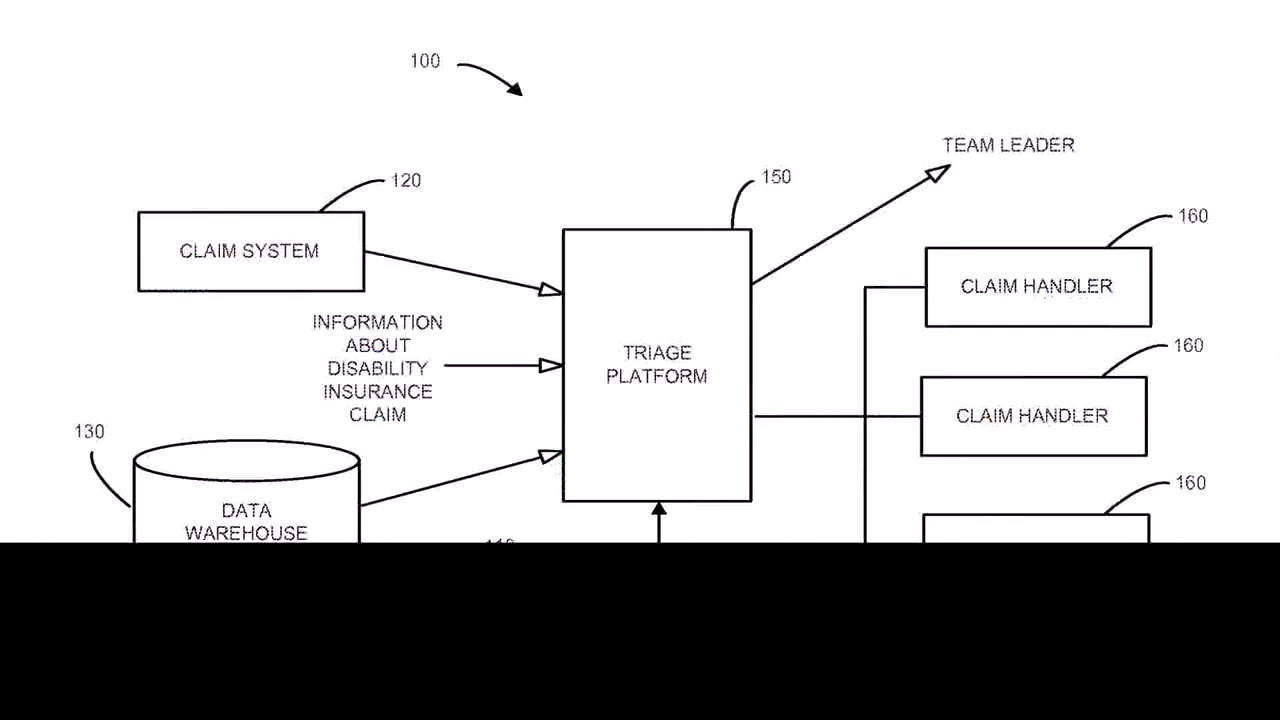 100
TEAM LEADER
120
150
160
CLAIM SYSTEM
CLAIM HANDLER
INFORMATION
ABOUT
DISABILITY
INSURANCE
CLAIM
TRIAGE
PLATFORM
160
CLAIM HANDLER
130
DATA
WAREHOUSE
160